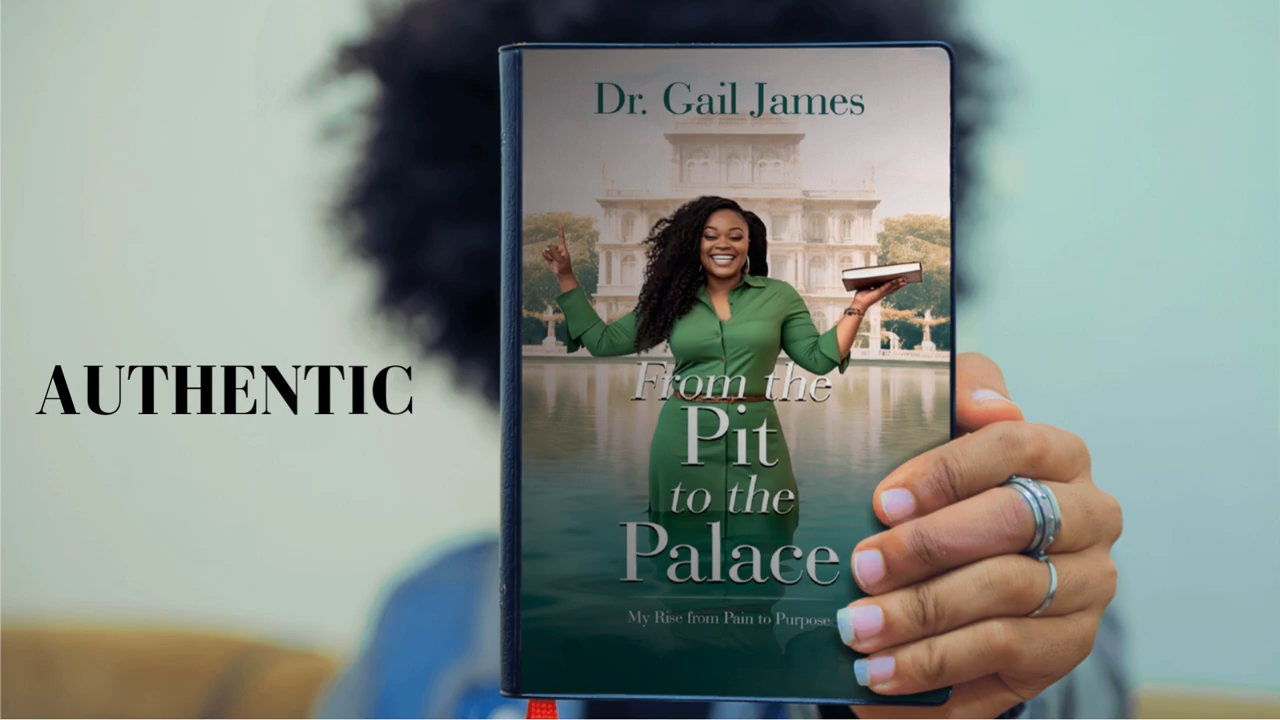 AUTHENTIC
Dr. Gail James
From the
Pit
to the
Palace
My Rise from Pain to Purpose